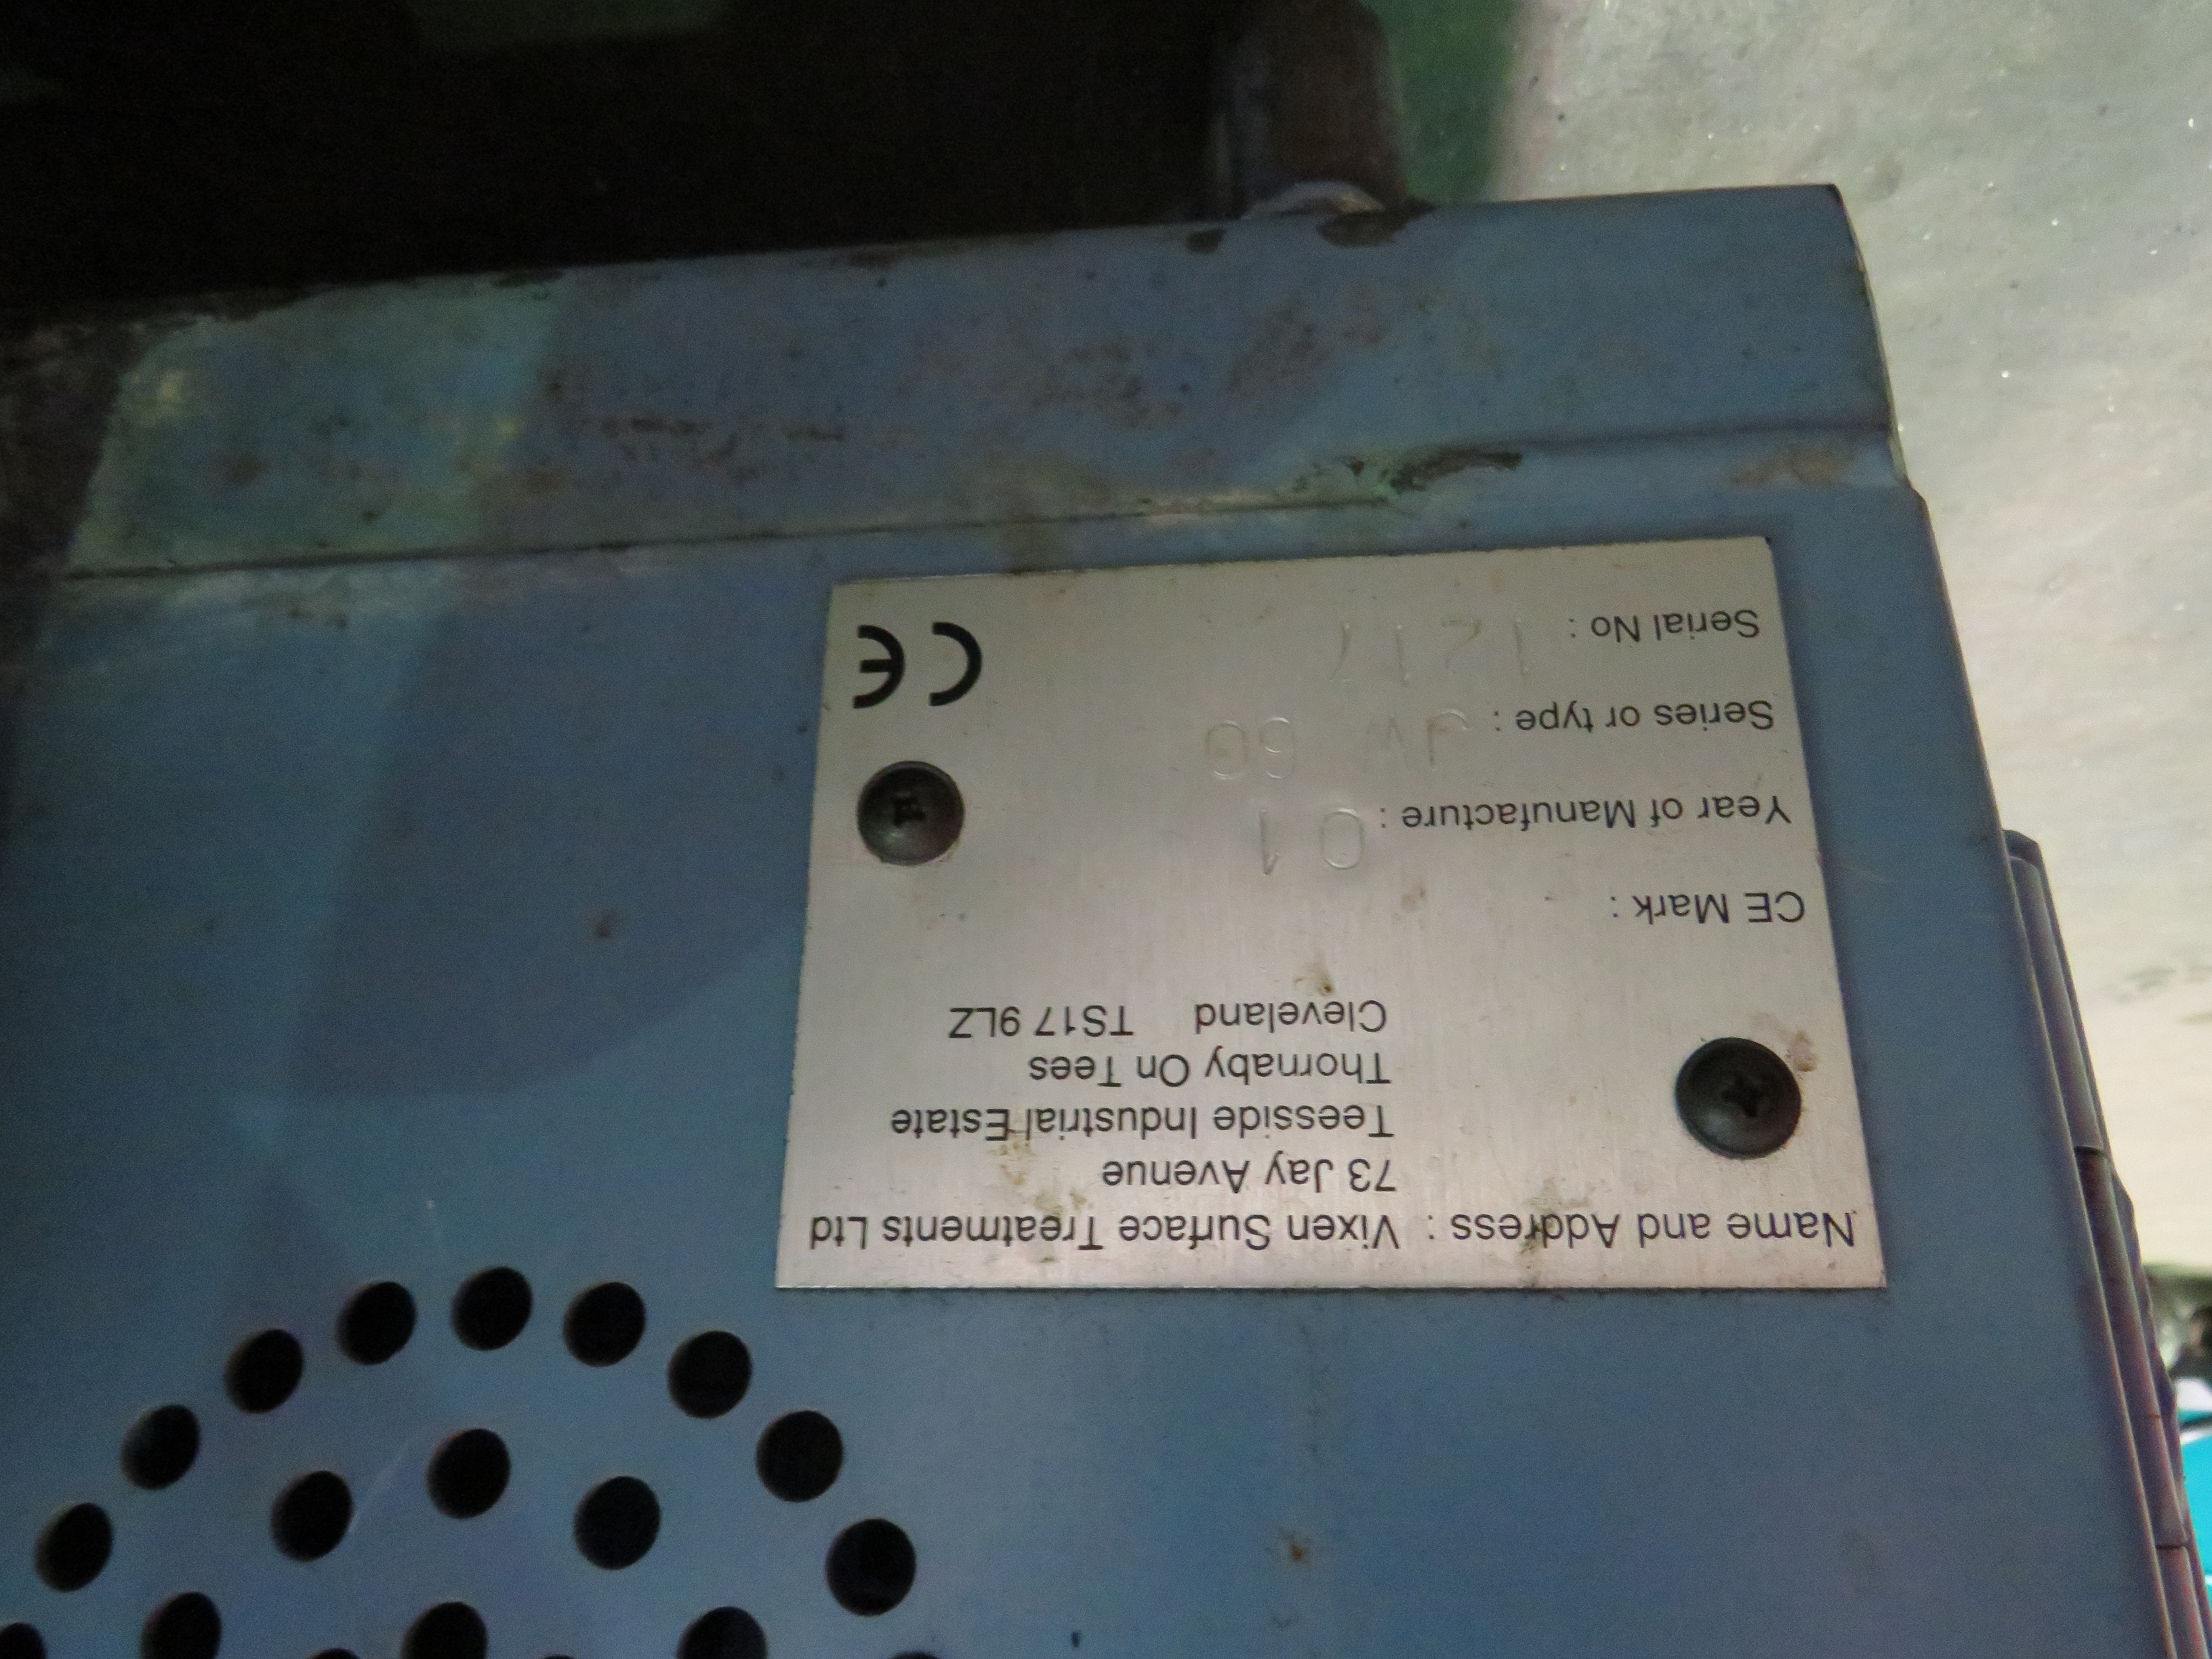 Name and Address : Vixen Surface Treatments Ltd
73 Jay Avenue
Teesside Industrial Estate
Thornaby On Tees
Cleveland TS17 9LZ
CE Mark :
Year of Manufacture : 01
Series or type : JW 60
Serial No : 1217
CE